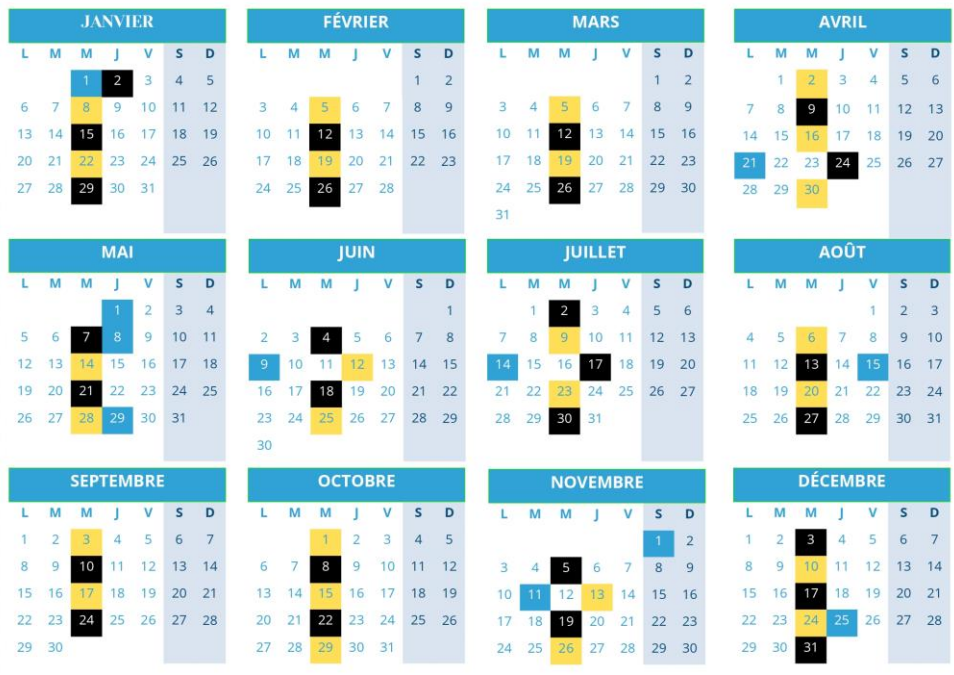 JANVIER
L M M J V S D
1 2 3 4 5
6 7 8 9 10 11 12
13 14 15 16 17 18 19
20 21 22 23 24 25 26
27 28 29 30 31
FÉVRIER
L M M J V S D
1 2
3 4 5 6 7 8 9
10 11 12 13 14 15 16
17 18 19 20 21 22 23
24 25 26 27 28
MARS
L M M J V S D
1 2
3 4 5 6 7 8 9
10 11 12 13 14 15 16
17 18 19 20 21 22 23
24 25 26 27 28 29 30
31
AVRIL
L M M J V S D
1 2 3 4 5 6
7 8 9 10 11 12 13
14 15 16 17 18 19 20
21 22 23 24 25 26 27
28 29 30
MAI
L M M J V S D
1 2 3 4
5 6 7 8 9 10 11
12 13 14 15 16 17 18
19 20 21 22 23 24 25
26 27 28 29 30 31
JUIN
L M M J V S D
1
2 3 4 5 6 7 8
9 10 11 12 13 14 15
16 17 18 19 20 21 22
23 24 25 26 27 28 29
30
JUILLET
L M M J V S D
1 2 3 4 5 6
7 8 9 10 11 12 13
14 15 16 17 18 19 20
21 22 23 24 25 26 27
28 29 30 31
AOÛT
L M M J V S D
1 2 3
4 5 6 7 8 9 10
11 12 13 14 15 16 17
18 19 20 21 22 23 24
25 26 27 28 29 30 31
SEPTEMBRE
L M M J V S D
1 2 3 4 5 6 7
8 9 10 11 12 13 14
15 16 17 18 19 20 21
22 23 24 25 26 27 28
29 30
OCTOBRE
L M M J V S D
1 2 3 4 5
6 7 8 9 10 11 12
13 14 15 16 17 18 19
20 21 22 23 24 25 26
27 28 29 30 31
NOVEMBRE
L M M J V S D
1 2
3 4 5 6 7 8 9
10 11 12 13 14 15 16
17 18 19 20 21 22 23
24 25 26 27 28 29 30
DÉCEMBRE
L M M J V S D
1 2 3 4 5 6 7
8 9 10 11 12 13 14
15 16 17 18 19 20 21
22 23 24 25 26 27 28
29 30 31